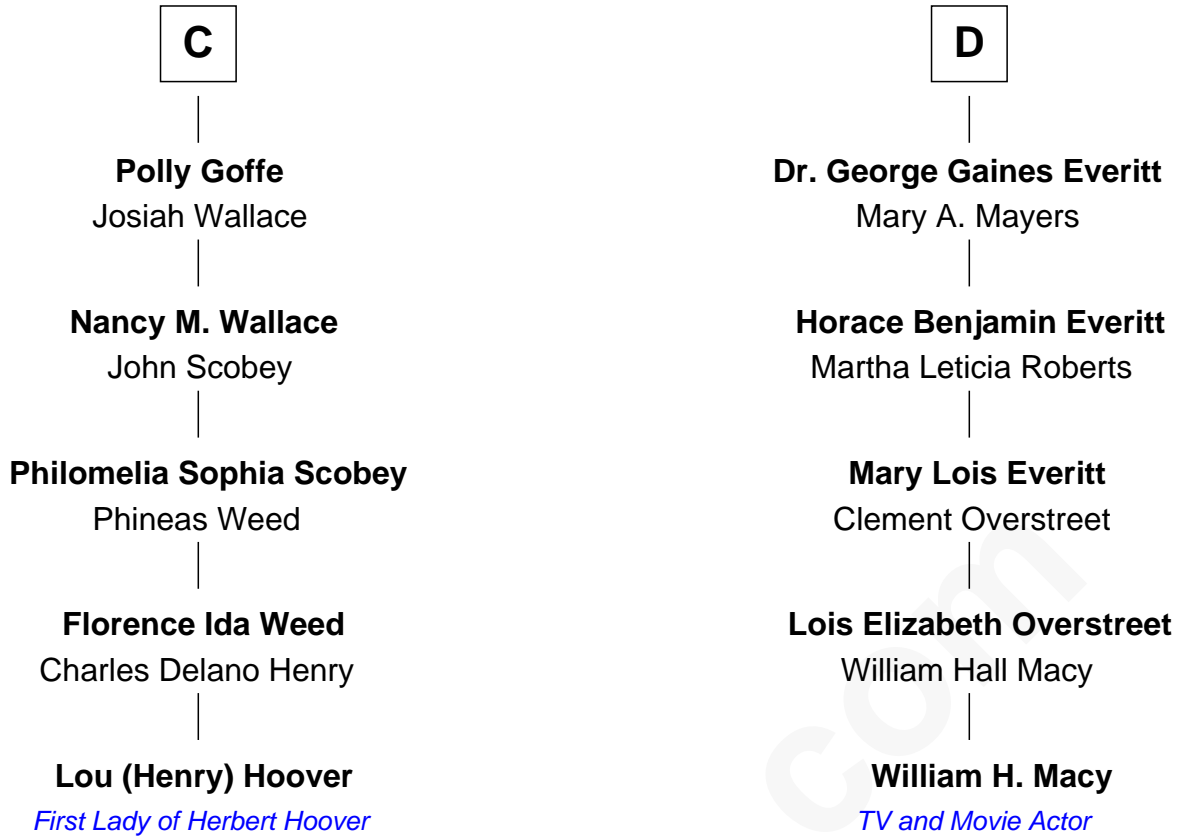 C
Polly Goffe
Josiah Wallace
Nancy M. Wallace
John Scobey
Philomelia Sophia Scobey
Phineas Weed
Florence Ida Weed
Charles Delano Henry
Lou (Henry) Hoover
First Lady of Herbert Hoover
D
Dr. George Gaines Everitt
Mary A. Mayers
Horace Benjamin Everitt
Martha Leticia Roberts
Mary Lois Everitt
Clement Overstreet
Lois Elizabeth Overstreet
William Hall Macy
William H. Macy
TV and Movie Actor
com